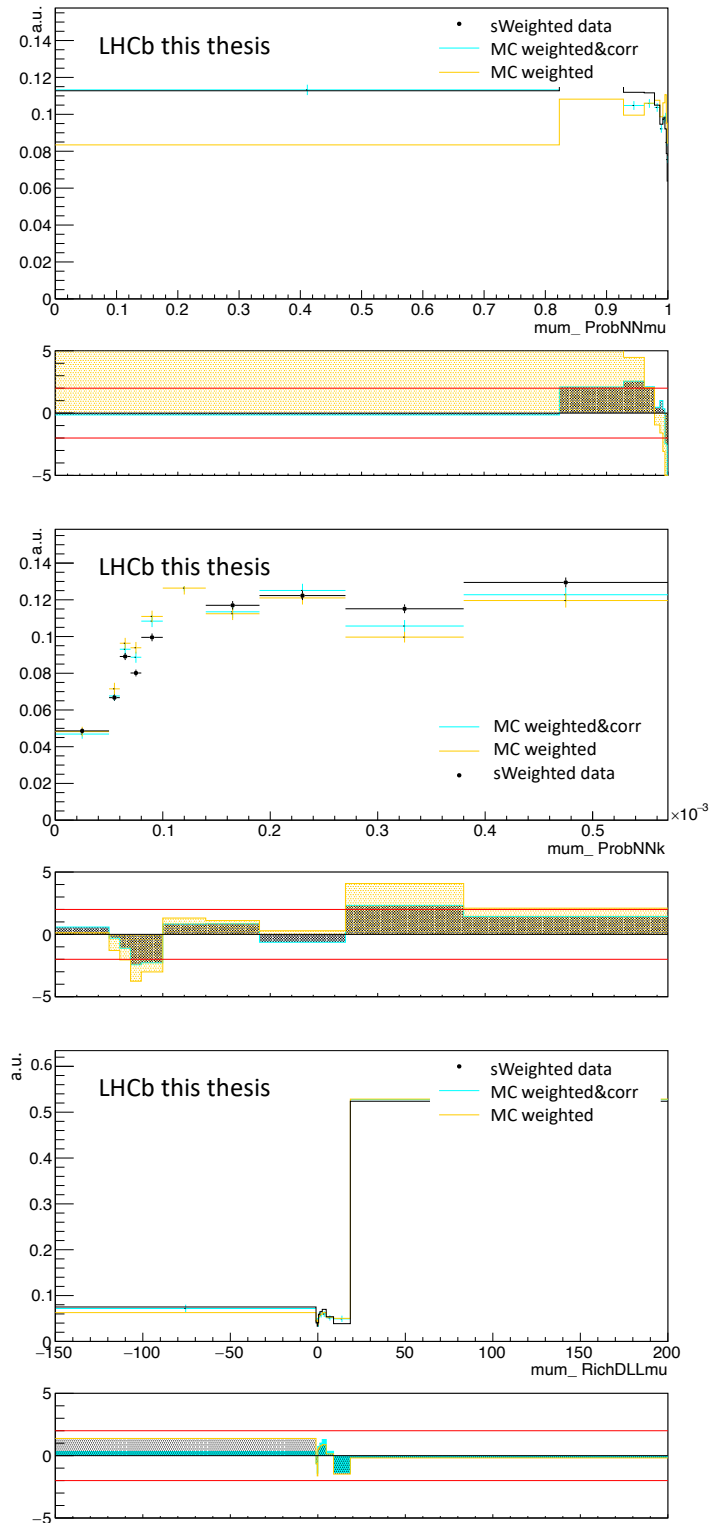 a.u.
0.14
0.12
0.1
0.08
0.06
0.04
0.02
0
LHCb this thesis
sWeighted data
MC weighted&corr
MC weighted
0 0.1 0.2 0.3 0.4 0.5 0.6 0.7 0.8 0.9 1
mum_ ProbNNmu
5
0
−5
a.u.
0.14
0.12
0.1
0.08
0.06
0.04
0.02
0
LHCb this thesis
MC weighted&corr
MC weighted
sWeighted data
0 0.1 0.2 0.3 0.4 0.5
×10⁻³
mum_ ProbNNk
5
0
−5
a.u.
0.6
0.5
0.4
0.3
0.2
0.1
0
LHCb this thesis
sWeighted data
MC weighted&corr
MC weighted
−150 −100 −50 0 50 100 150 200
mum_ RichDLLmu
5
0
−5